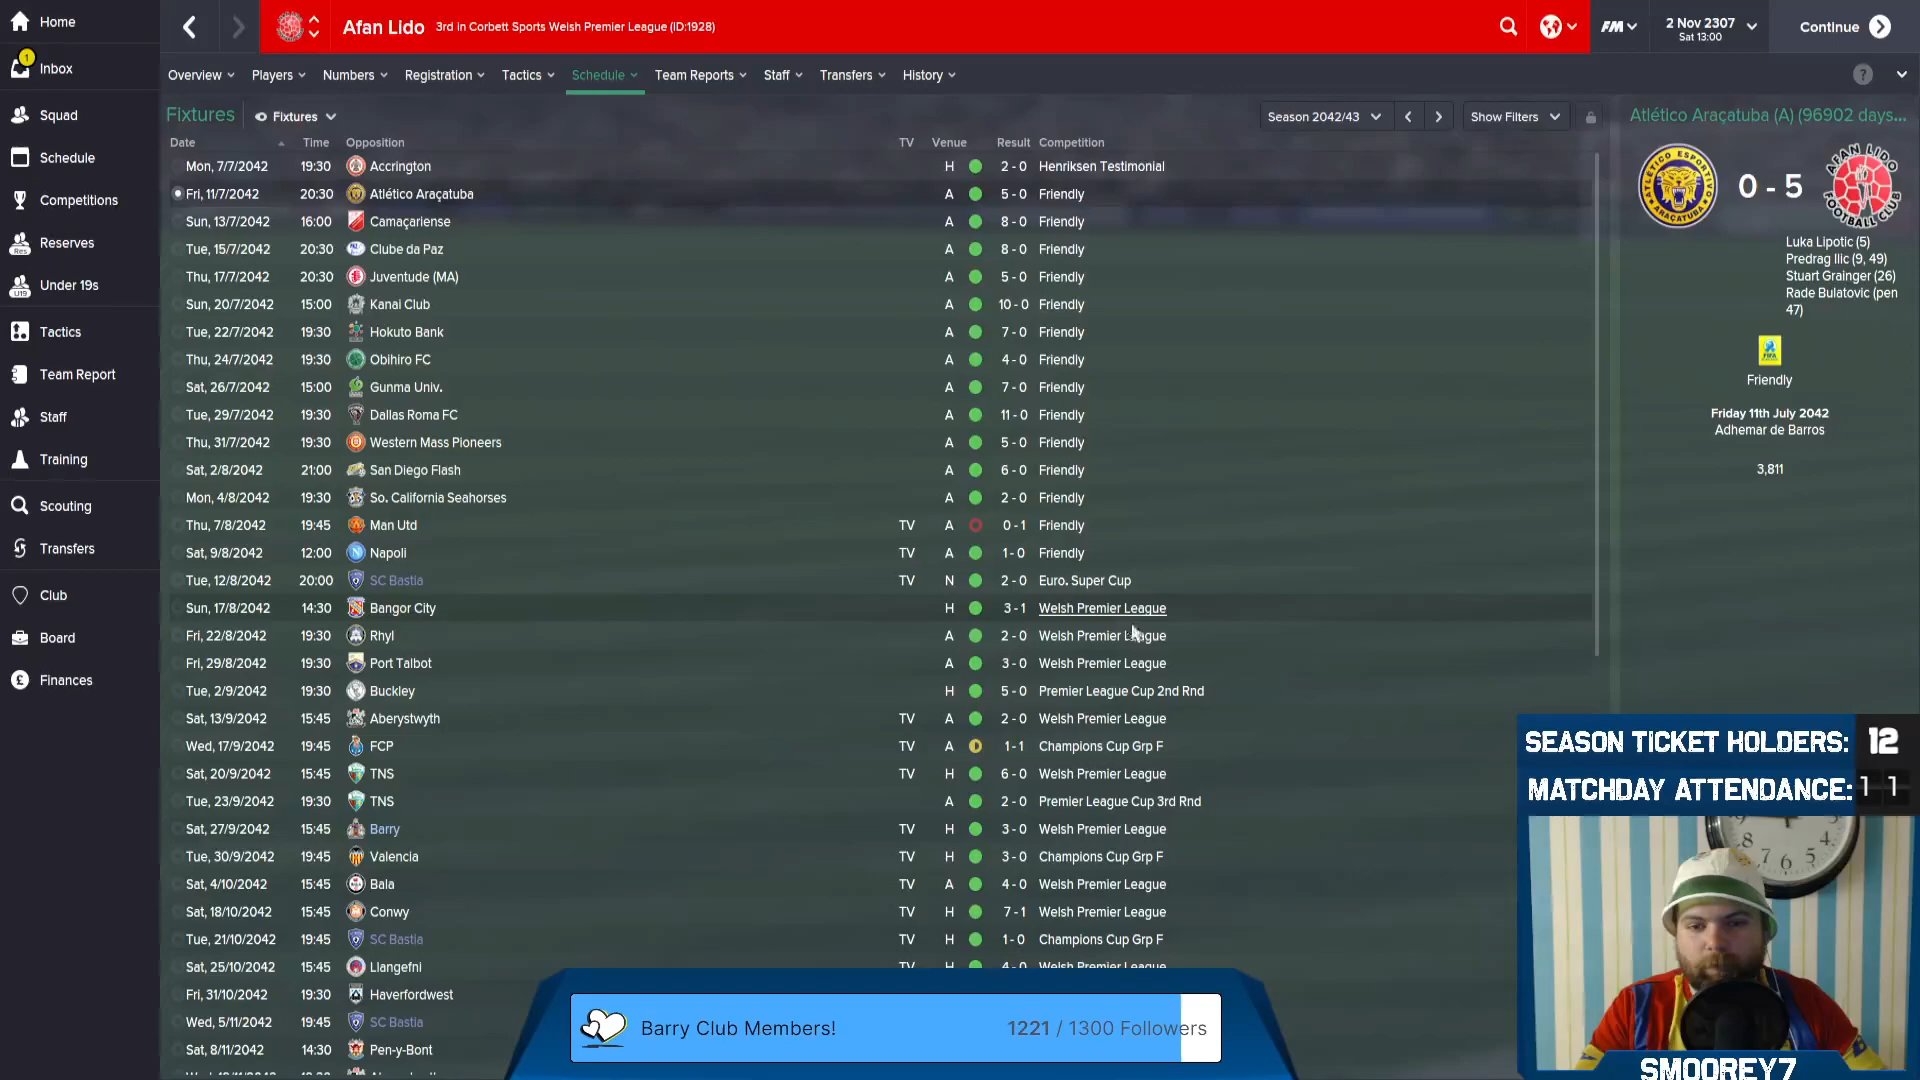 Home
Inbox
1
Squad
Schedule
Competitions
Reserves
Under 19s
Tactics
Team Report
Staff
Training
Scouting
Transfers
Club
Board
Finances
Afan Lido 3rd in Corbett Sports Welsh Premier League (ID:1928)
FM
2 Nov 2307
Sat 13:00
Continue
Overview Players Numbers Registration Tactics Schedule Team Reports Staff Transfers History
Fixtures Fixtures Season 2042/43 Show Filters
Date Time Opposition TV Venue Result Competition
Mon, 7/7/2042 19:30 Accrington H 2 - 0 Henriksen Testimonial
Fri, 11/7/2042 20:30 Atlético Araçatuba A 5 - 0 Friendly
Sun, 13/7/2042 16:00 Camaçariense A 8 - 0 Friendly
Tue, 15/7/2042 20:30 Clube da Paz A 8 - 0 Friendly
Thu, 17/7/2042 20:30 Juventude (MA) A 5 - 0 Friendly
Sun, 20/7/2042 15:00 Kanai Club A 10 - 0 Friendly
Tue, 22/7/2042 19:30 Hokuto Bank A 7 - 0 Friendly
Thu, 24/7/2042 19:30 Obihiro FC A 4 - 0 Friendly
Sat, 26/7/2042 15:00 Gunma Univ. A 7 - 0 Friendly
Tue, 29/7/2042 19:30 Dallas Roma FC A 11 - 0 Friendly
Thu, 31/7/2042 19:30 Western Mass Pioneers A 5 - 0 Friendly
Sat, 2/8/2042 21:00 San Diego Flash A 6 - 0 Friendly
Mon, 4/8/2042 19:30 So. California Seahorses A 2 - 0 Friendly
Thu, 7/8/2042 19:45 Man Utd TV A 0 - 1 Friendly
Sat, 9/8/2042 12:00 Napoli TV A 1 - 0 Friendly
Tue, 12/8/2042 20:00 SC Bastia TV N 2 - 0 Euro. Super Cup
Sun, 17/8/2042 14:30 Bangor City H 3 - 1 Welsh Premier League
Fri, 22/8/2042 19:30 Rhyl A 2 - 0 Welsh Premier League
Fri, 29/8/2042 19:30 Port Talbot A 3 - 0 Welsh Premier League
Tue, 2/9/2042 19:30 Buckley H 5 - 0 Premier League Cup 2nd Rnd
Sat, 13/9/2042 15:45 Aberystwyth TV A 2 - 0 Welsh Premier League
Wed, 17/9/2042 19:45 FCP TV A 1 - 1 Champions Cup Grp F
Sat, 20/9/2042 15:45 TNS TV H 6 - 0 Welsh Premier League
Tue, 23/9/2042 19:30 TNS A 2 - 0 Premier League Cup 3rd Rnd
Sat, 27/9/2042 15:45 Barry TV H 3 - 0 Welsh Premier League
Tue, 30/9/2042 19:45 Valencia TV H 3 - 0 Champions Cup Grp F
Sat, 4/10/2042 15:45 Bala TV A 4 - 0 Welsh Premier League
Sat, 18/10/2042 15:45 Conwy TV H 7 - 1 Welsh Premier League
Tue, 21/10/2042 19:45 SC Bastia TV H 1 - 0 Champions Cup Grp F
Sat, 25/10/2042 15:45 Llangefni TV H 4 - 0 Welsh Premier League
Fri, 31/10/2042 19:30 Haverfordwest
Wed, 5/11/2042 19:45 SC Bastia
Sat, 8/11/2042 14:30 Pen-y-Bont
Atlético Araçatuba (A) (96902 days...
ATLÉTICO ESPORTIVO
ARAÇATUBA
0 - 5
AFAN LIDO
FOOTBALL CLUB
Luka Lipotic (5)
Predrag Ilic (9, 49)
Stuart Grainger (26)
Rade Bulatovic (pen
47)
FIFA
Friendly
Friday 11th July 2042
Adhemar de Barros
3,811
SEASON TICKET HOLDERS: 12
MATCHDAY ATTENDANCE: 11
Barry Club Members! 1221 / 1300 Followers
SMOOREY7